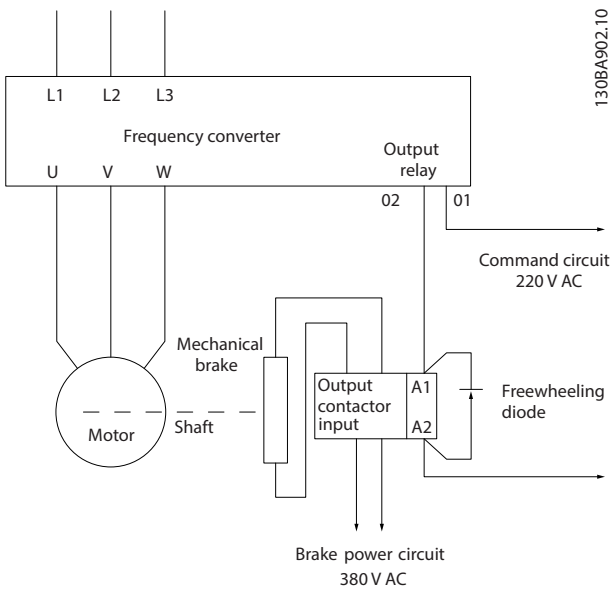 130BA902.10
L1 L2 L3
Frequency converter
Output
relay
U V W
02 01
Command circuit
220 V AC
Mechanical
brake
Output
contactor
input
A1
A2
Freewheeling
diode
Motor
Shaft
Brake power circuit
380 V AC